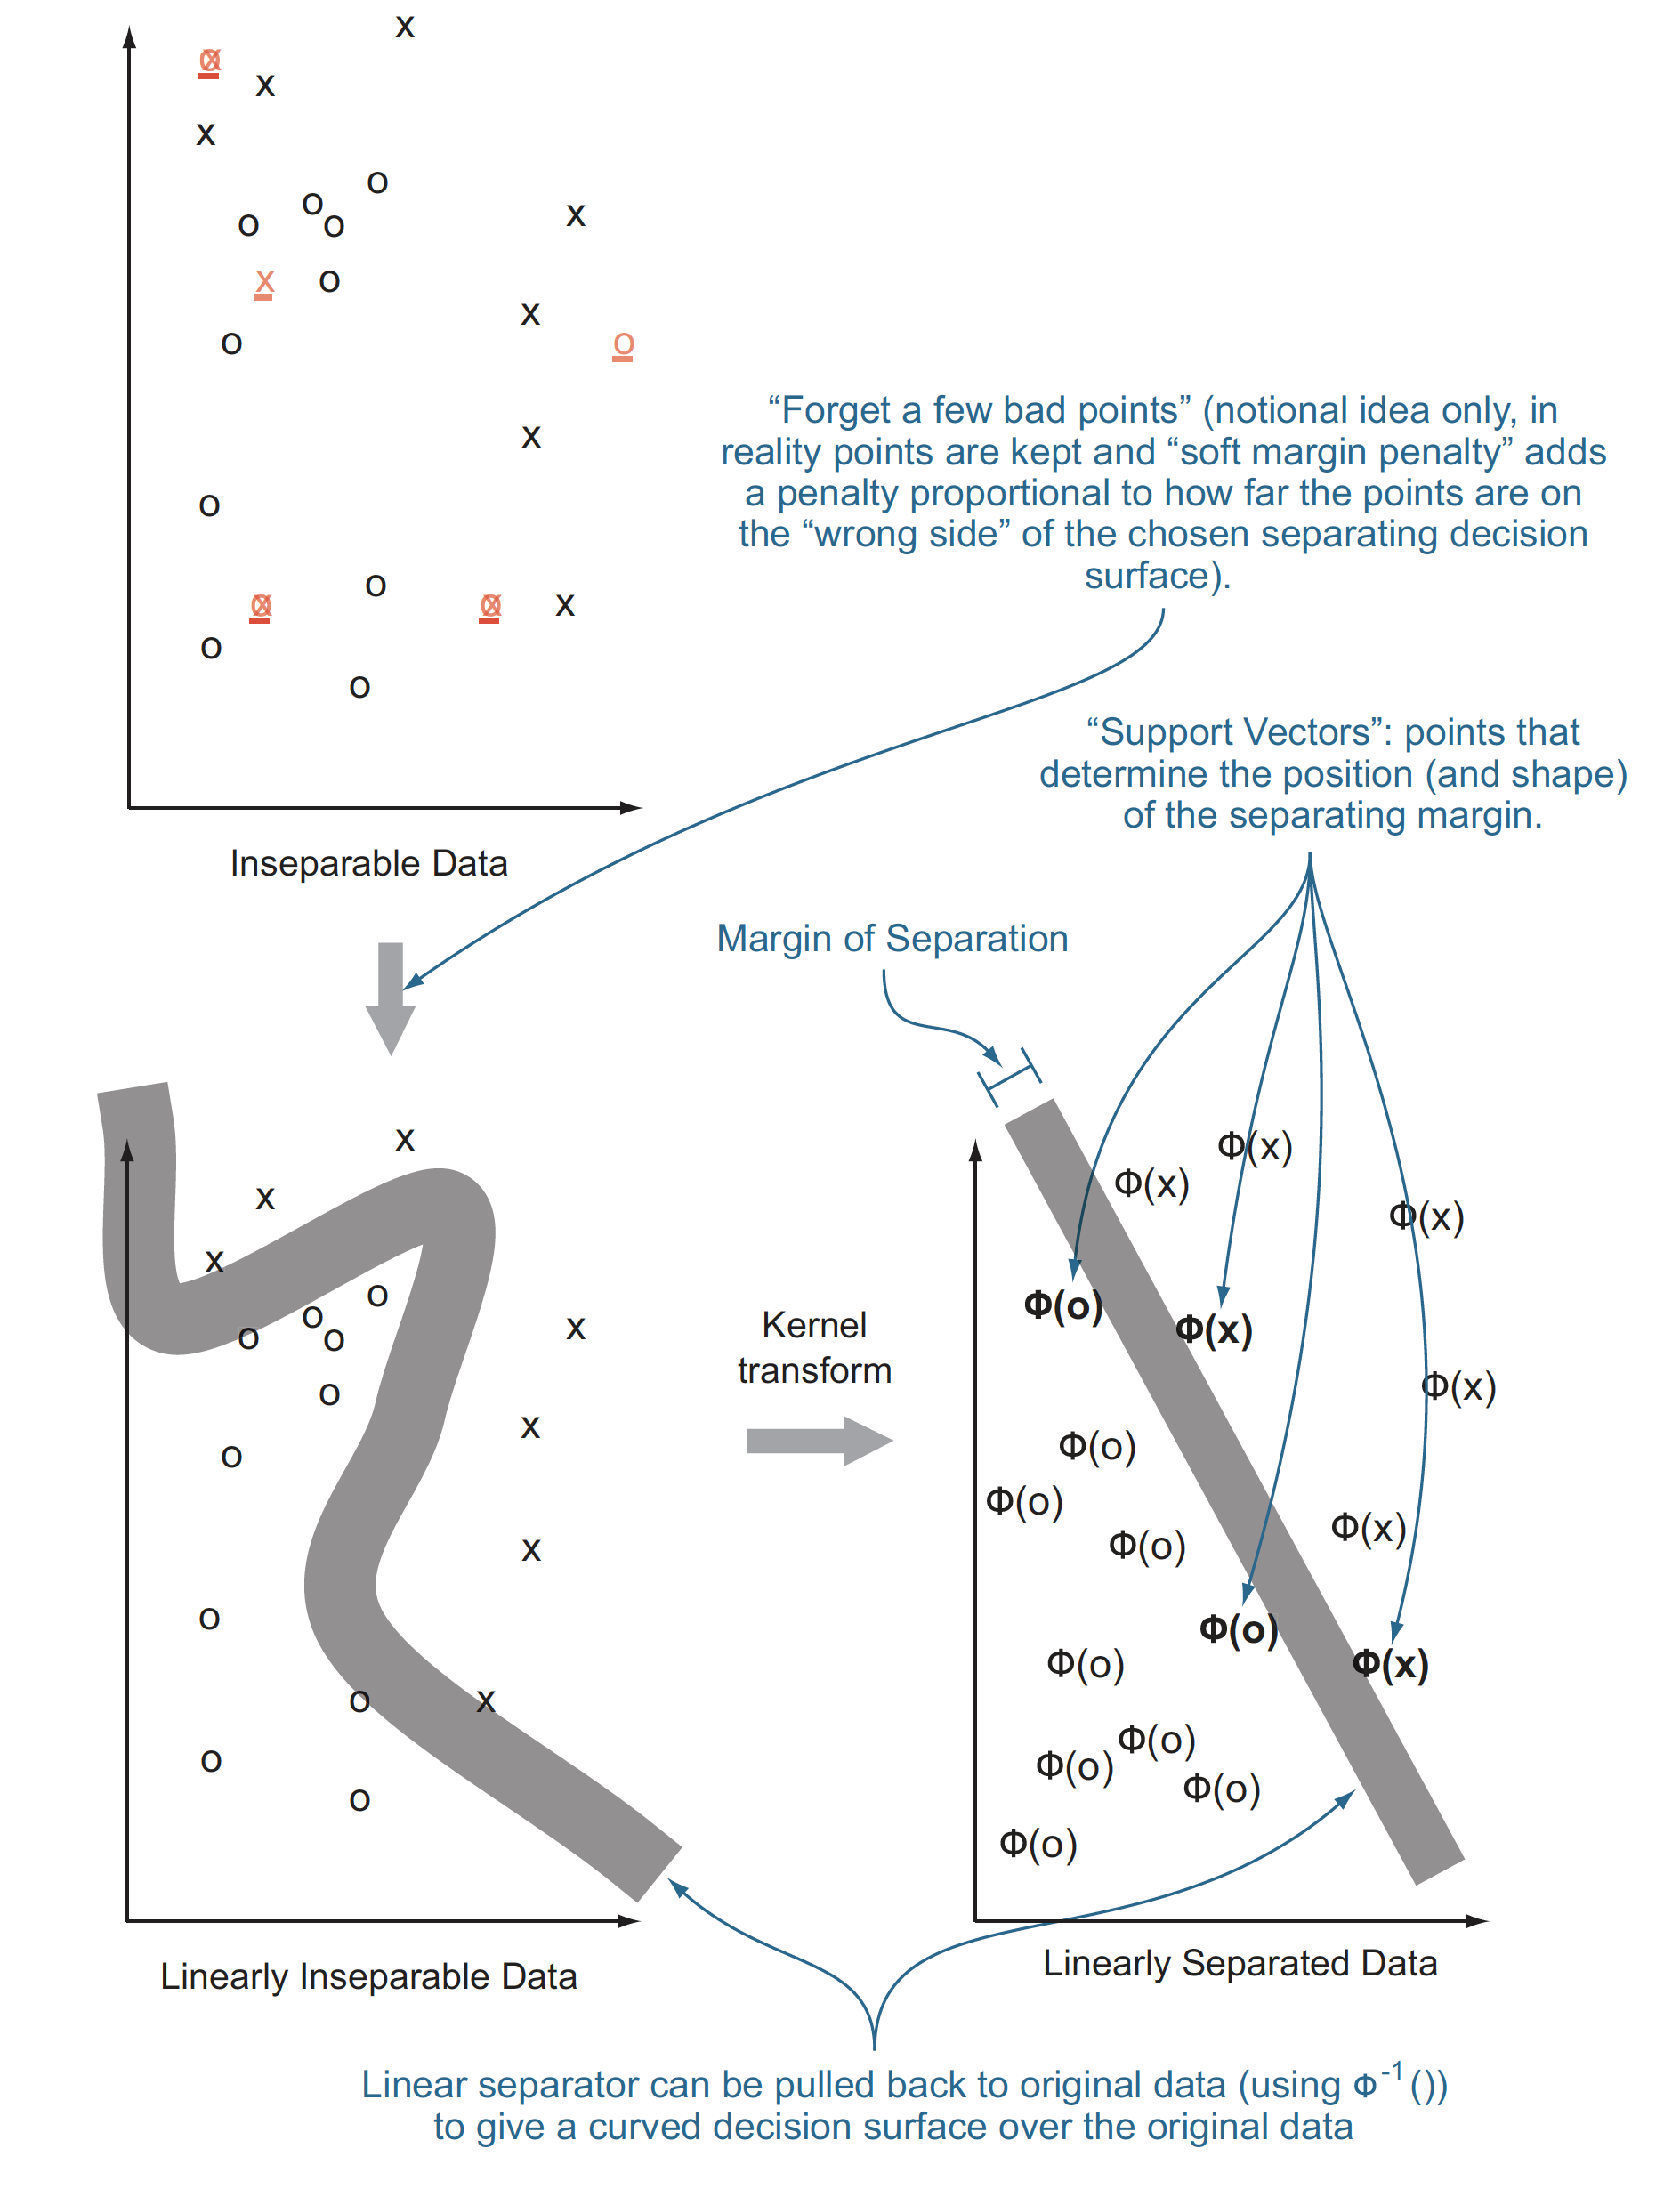 x
x
x
x
o
o
o
o
x
x
o
x
o
o
x
“Forget a few bad points” (notional idea only, in
reality points are kept and “soft margin penalty” adds
a penalty proportional to how far the points are on
the “wrong side” of the chosen separating decision
surface).
o
o
x
o
o
“Support Vectors”: points that
determine the position (and shape)
of the separating margin.
Inseparable Data
Margin of Separation
x
x
x
o
o
o
o
x
o
x
o
x
o
o
x
o
o
Kernel
transform
Φ(x)
Φ(x)
Φ(x)
Φ(o)
Φ(x)
Φ(x)
Φ(o)
Φ(o)
Φ(x)
Φ(o)
Φ(o)
Φ(o)
Φ(x)
Φ(o)
Φ(o)
Φ(o)
Φ(o)
Linearly Inseparable Data
Linearly Separated Data
Linear separator can be pulled back to original data (using Φ⁻¹())
to give a curved decision surface over the original data